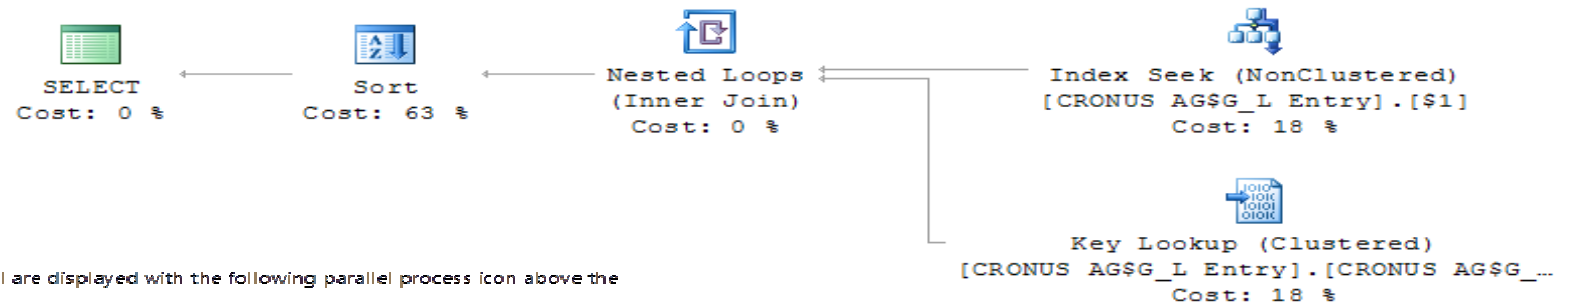 SELECT
Cost: 0 %
Sort
Cost: 63 %
Nested Loops
(Inner Join)
Cost: 0 %
Index Seek (NonClustered)
[CRONUS AG$G_L Entry].[$1]
Cost: 18 %
Key Lookup (Clustered)
[CRONUS AG$G_L Entry].[CRONUS AG$G_…
Cost: 18 %
l are displayed with the following parallel process icon above the